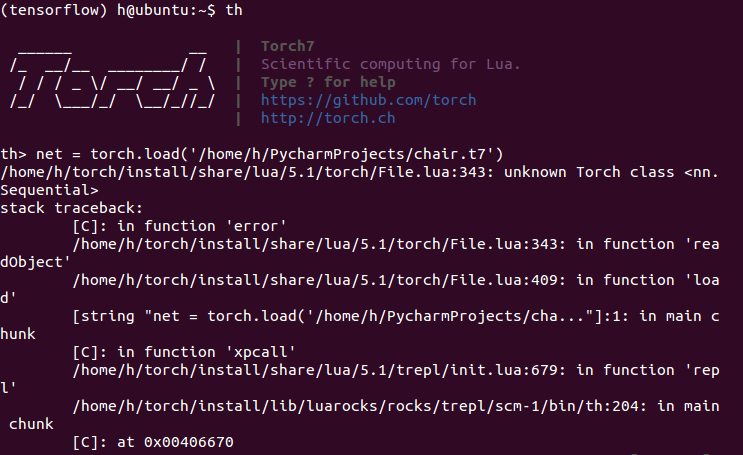 (tensorflow) h@ubuntu:~$ th
  ______             __   |  Torch7
 /_  __/__  ________/ /   |  Scientific computing for Lua.
  / / / _ \/ __/ __/ _ \  |  Type ? for help
 /_/  \___/_/  \__/_//_/  |  https://github.com/torch
                          |  http://torch.ch
th> net = torch.load('/home/h/PycharmProjects/chair.t7')
/home/h/torch/install/share/lua/5.1/torch/File.lua:343: unknown Torch class <nn.
Sequential>
stack traceback:
        [C]: in function 'error'
        /home/h/torch/install/share/lua/5.1/torch/File.lua:343: in function 'rea
dObject'
        /home/h/torch/install/share/lua/5.1/torch/File.lua:409: in function 'loa
d'
        [string "net = torch.load('/home/h/PycharmProjects/cha..."]:1: in main c
hunk
        [C]: in function 'xpcall'
        /home/h/torch/install/share/lua/5.1/trepl/init.lua:679: in function 'rep
l'
        /home/h/torch/install/lib/luarocks/rocks/trepl/scm-1/bin/th:204: in main
 chunk
        [C]: at 0x00406670